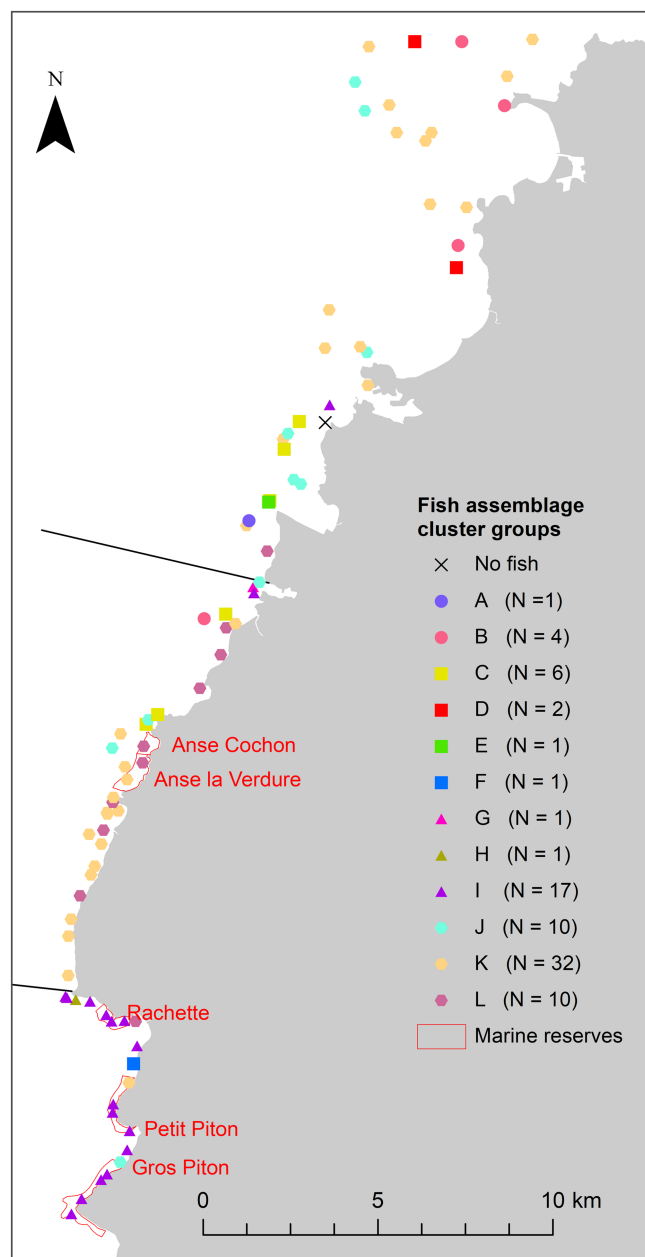 N
Fish assemblage
cluster groups
No fish
A (N =1)
B (N = 4)
C (N = 6)
D (N = 2)
E (N = 1)
F (N = 1)
G (N = 1)
H (N = 1)
I (N = 17)
J (N = 10)
K (N = 32)
L (N = 10)
Marine reserves
Anse Cochon
Anse la Verdure
Rachette
Petit Piton
Gros Piton
0 5 10 km